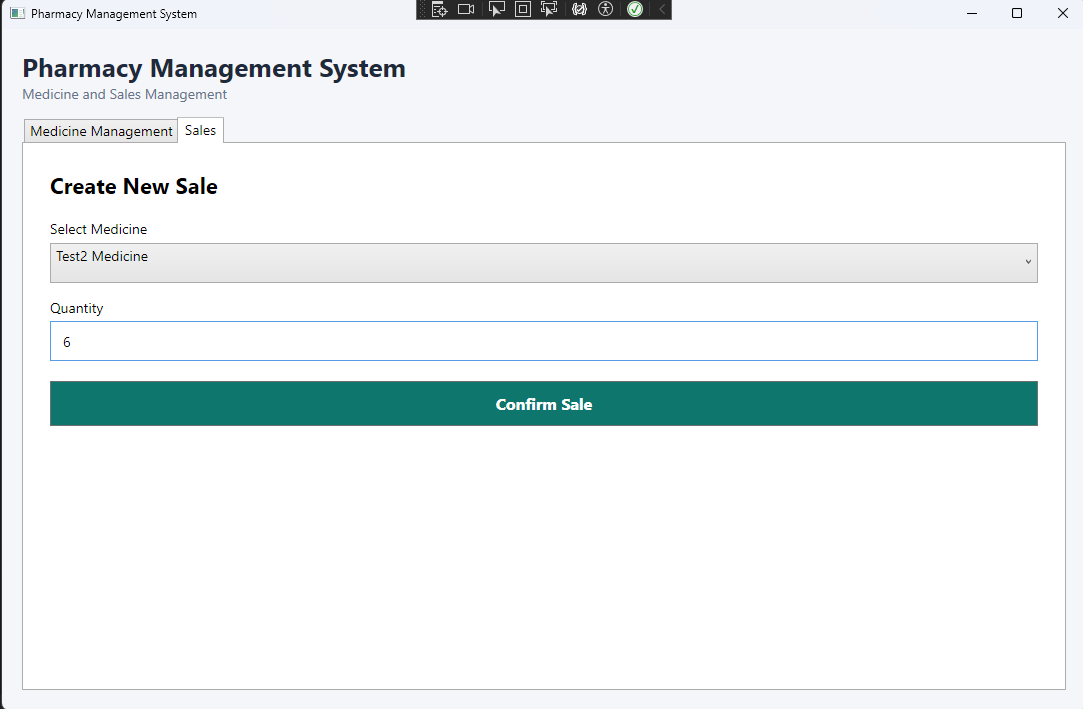 Pharmacy Management System
Pharmacy Management System
Medicine and Sales Management
Medicine Management
Sales
Create New Sale
Select Medicine
Test2 Medicine
Quantity
6
Confirm Sale